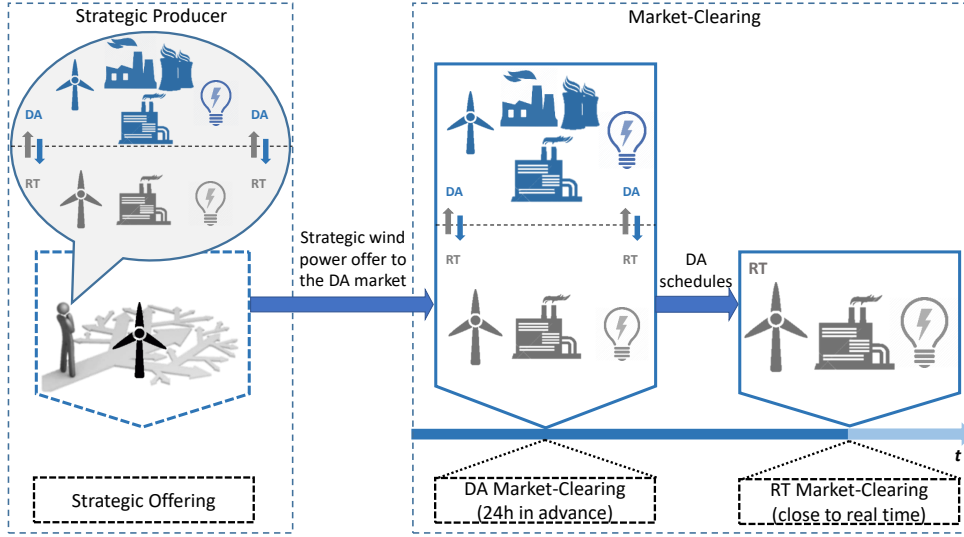 Strategic Producer
DA
DA
RT
RT
Strategic Offering
Strategic wind
power offer to
the DA market
Market-Clearing
DA
DA
RT
RT
DA
schedules
RT
t
DA Market-Clearing
(24h in advance)
RT Market-Clearing
(close to real time)